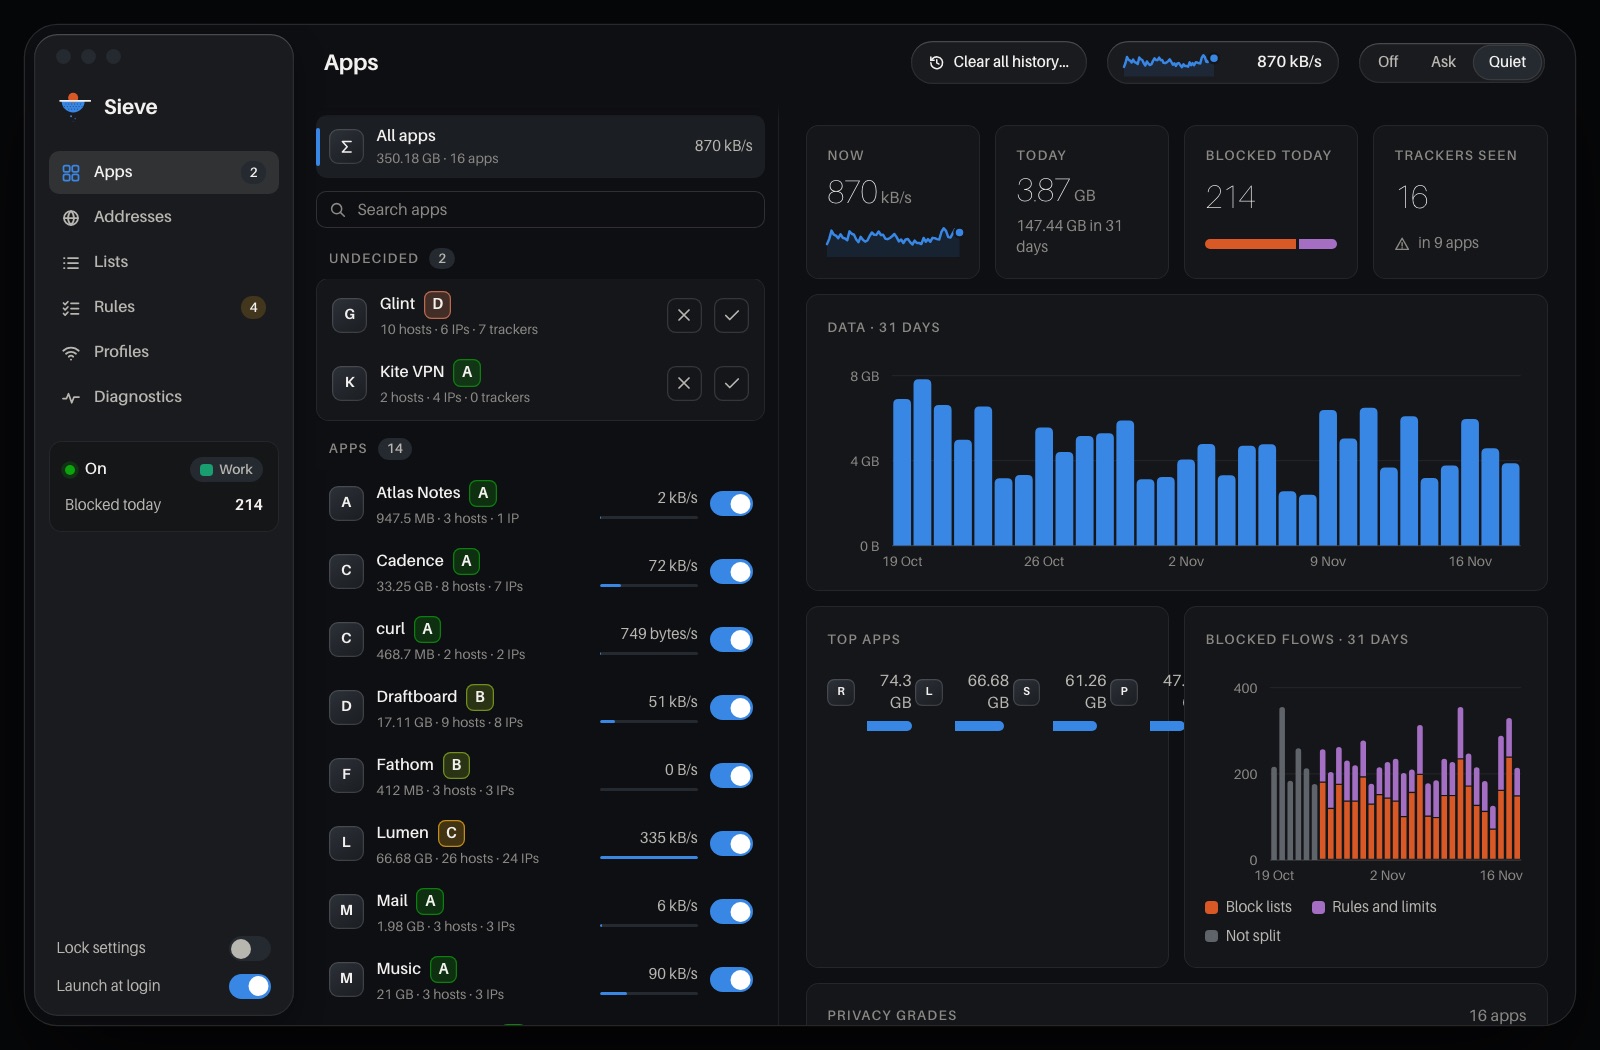 Sieve
Apps 2
Addresses
Lists
Rules 4
Profiles
Diagnostics
On Work
Blocked today 214
Lock settings
Launch at login
Apps
Clear all history...
870 kB/s
Off Ask Quiet
Σ All apps 870 kB/s
350.18 GB · 16 apps
Search apps
UNDECIDED 2
G Glint D
10 hosts · 6 IPs · 7 trackers
K Kite VPN A
2 hosts · 4 IPs · 0 trackers
APPS 14
A Atlas Notes A 2 kB/s
947.5 MB · 3 hosts · 1 IP
C Cadence A 72 kB/s
33.25 GB · 8 hosts · 7 IPs
C curl A 749 bytes/s
468.7 MB · 2 hosts · 2 IPs
D Draftboard B 51 kB/s
17.11 GB · 9 hosts · 8 IPs
F Fathom B 0 B/s
412 MB · 3 hosts · 3 IPs
L Lumen C 335 kB/s
66.68 GB · 26 hosts · 24 IPs
M Mail A 6 kB/s
1.98 GB · 3 hosts · 3 IPs
M Music A 90 kB/s
21 GB · 3 hosts · 3 IPs
NOW
870 kB/s
TODAY
3.87 GB
147.44 GB in 31
days
BLOCKED TODAY
214
TRACKERS SEEN
16
in 9 apps
DATA · 31 DAYS
8 GB
4 GB
0 B
19 Oct 26 Oct 2 Nov 9 Nov 16 Nov
TOP APPS
R 74.3 GB
L 66.68 GB
S 61.26 GB
P 47.
BLOCKED FLOWS · 31 DAYS
400
200
0
19 Oct 2 Nov 16 Nov
Block lists Rules and limits
Not split
PRIVACY GRADES 16 apps